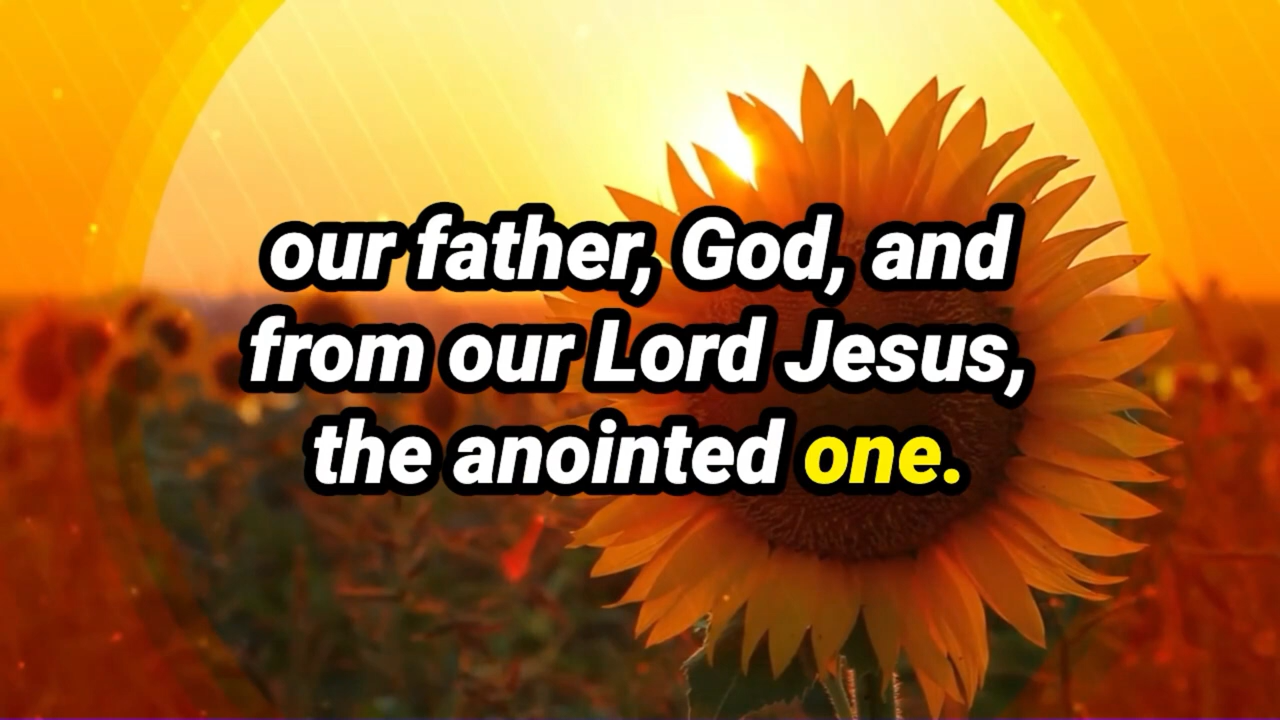 our father, God, and
from our Lord Jesus,
the anointed one.